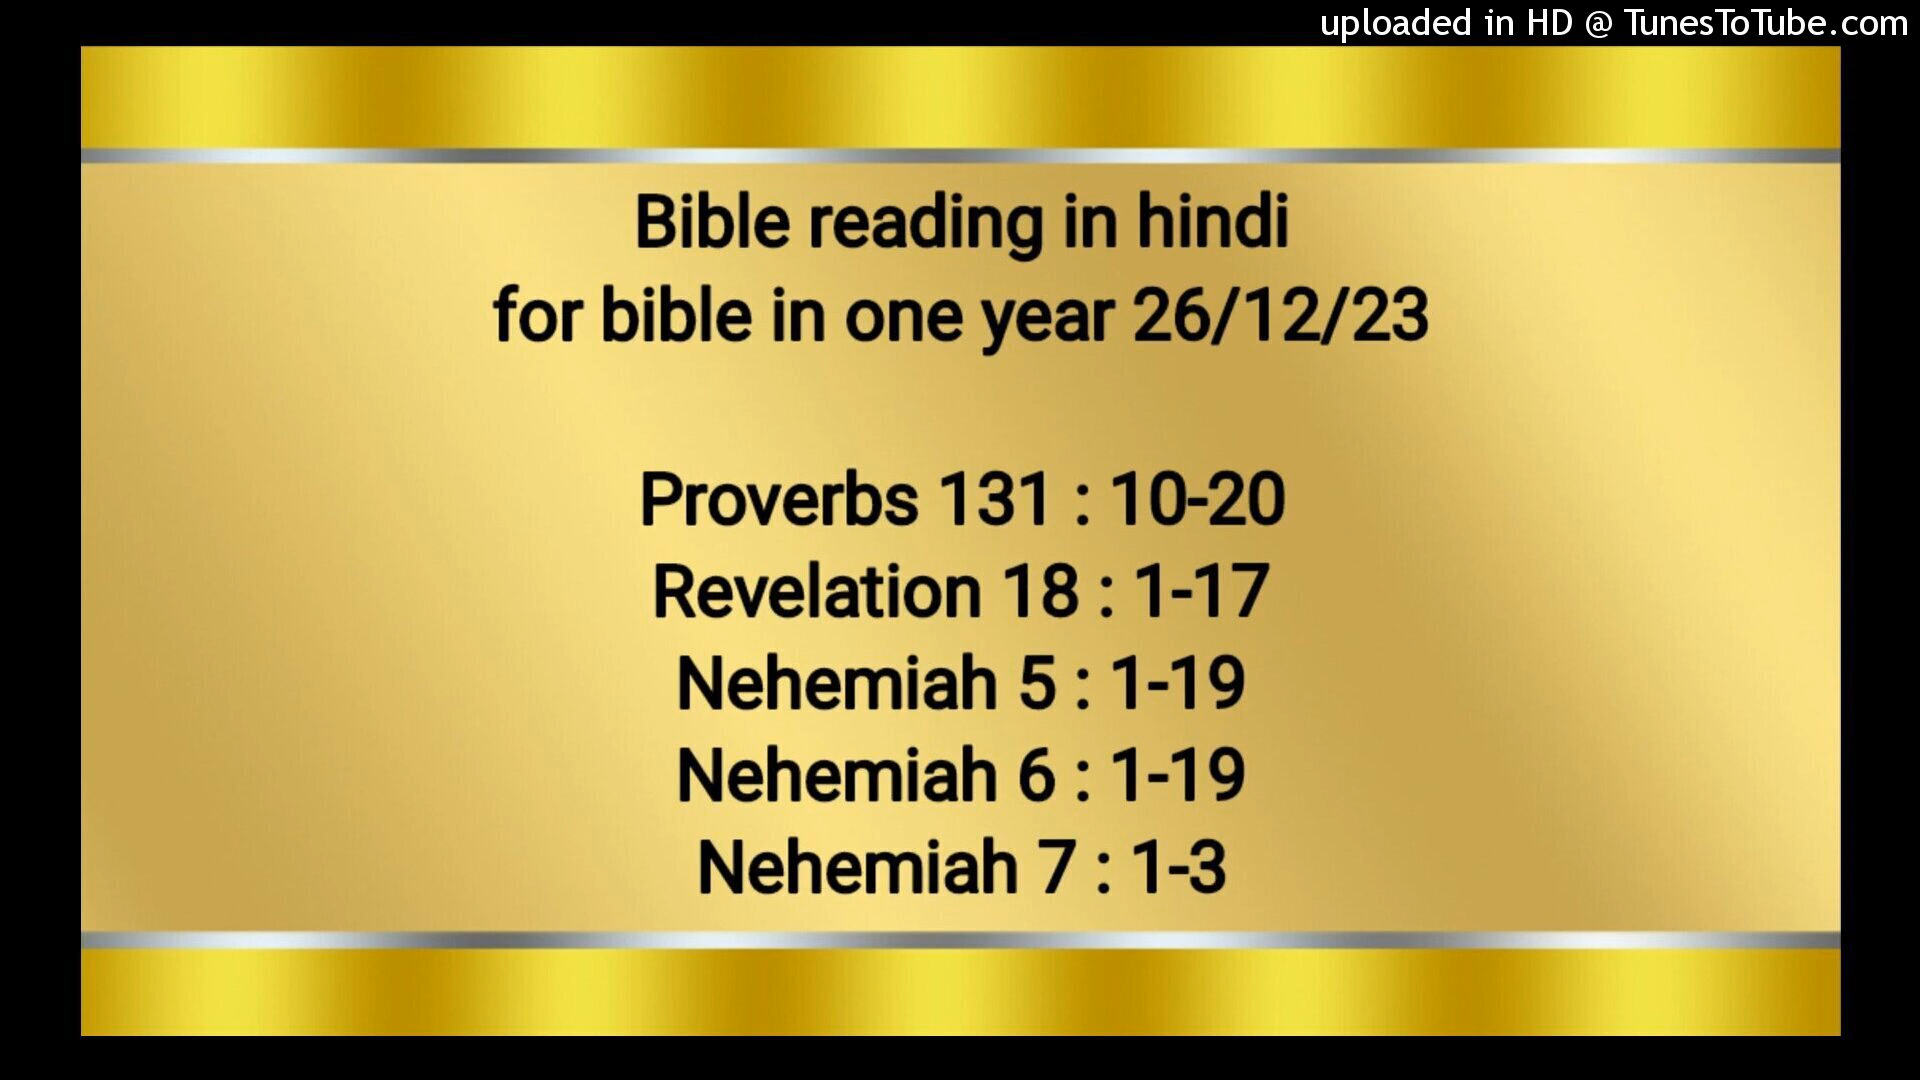 uploaded in HD @ TunesToTube.com
Bible reading in hindi
for bible in one year 26/12/23
Proverbs 131 : 10-20
Revelation 18 : 1-17
Nehemiah 5 : 1-19
Nehemiah 6 : 1-19
Nehemiah 7 : 1-3